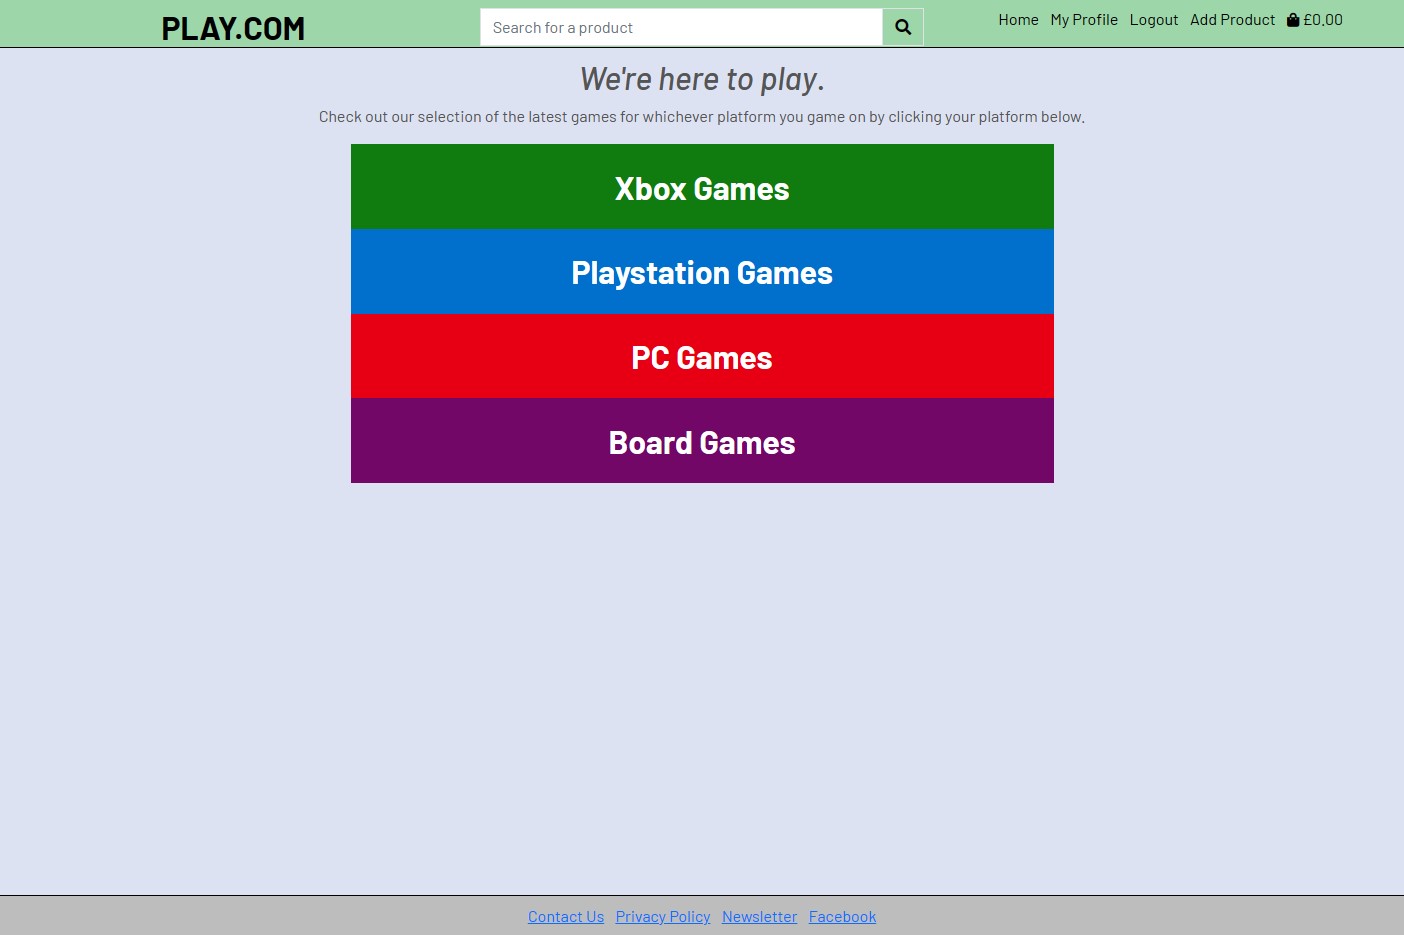 PLAY.COM
Search for a product
Home My Profile Logout Add Product £0.00
We're here to play.
Check out our selection of the latest games for whichever platform you game on by clicking your platform below.
Xbox Games
Playstation Games
PC Games
Board Games
Contact Us Privacy Policy Newsletter Facebook